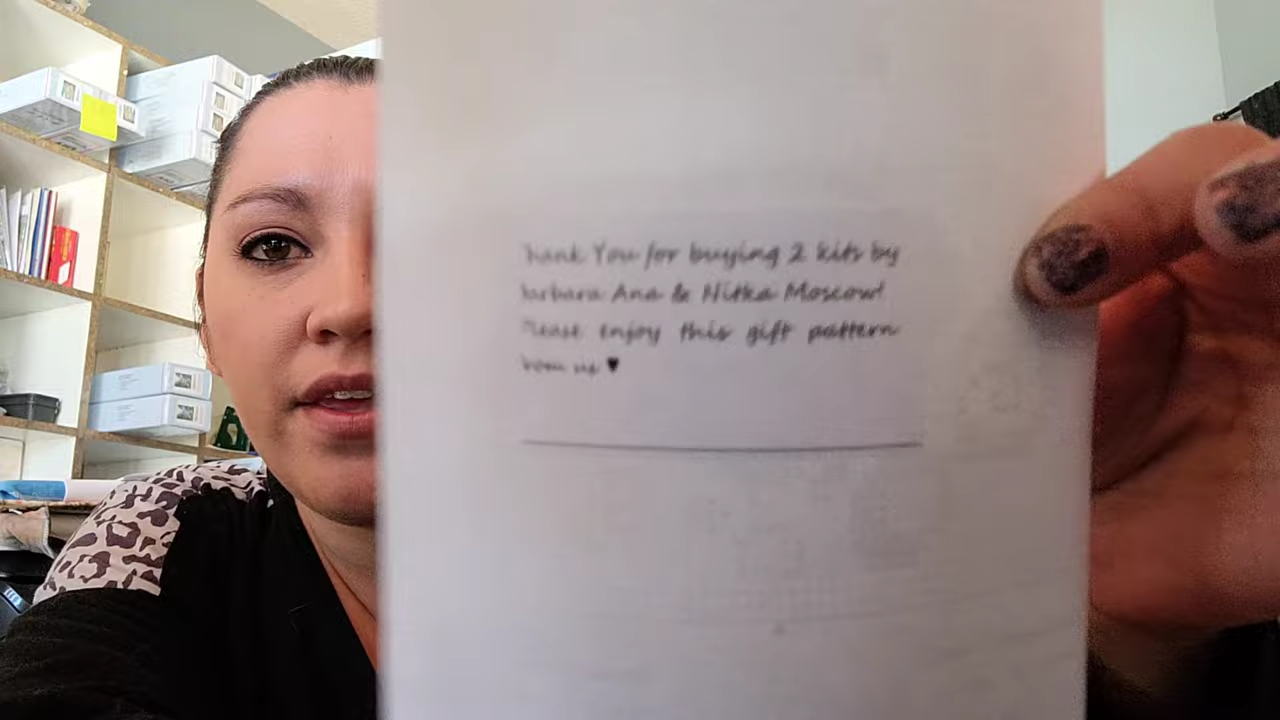 Thank You for buying 2 kits by
Barbara Ana & Nitka Moscow!
Please enjoy this gift pattern
from us ♥